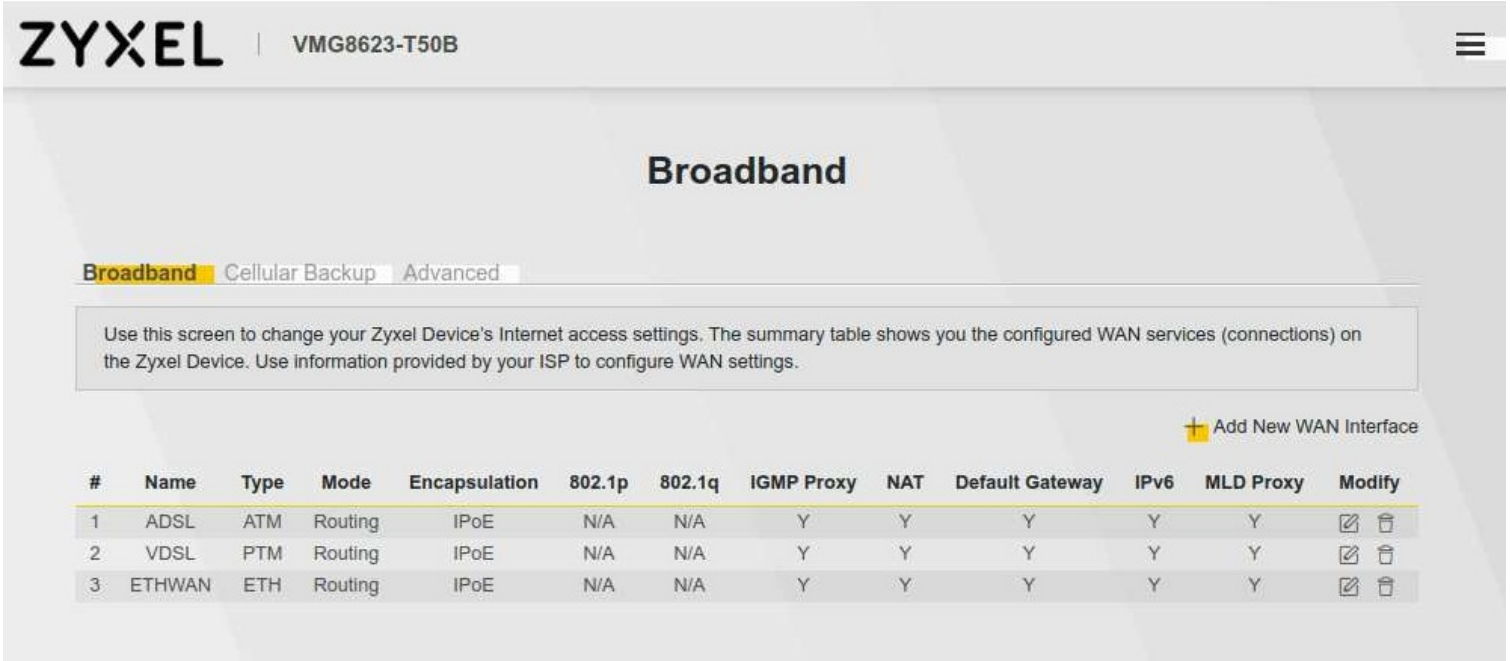 ZYXEL | VMG8623-T50B
Broadband
Broadband Cellular Backup Advanced
Use this screen to change your Zyxel Device's Internet access settings. The summary table shows you the configured WAN services (connections) on
the Zyxel Device. Use information provided by your ISP to configure WAN settings.
+ Add New WAN Interface
# Name Type Mode Encapsulation 802.1p 802.1q IGMP Proxy NAT Default Gateway IPv6 MLD Proxy Modify
1 ADSL ATM Routing IPoE N/A N/A Y Y Y Y Y
2 VDSL PTM Routing IPoE N/A N/A Y Y Y Y Y
3 ETHWAN ETH Routing IPoE N/A N/A Y Y Y Y Y